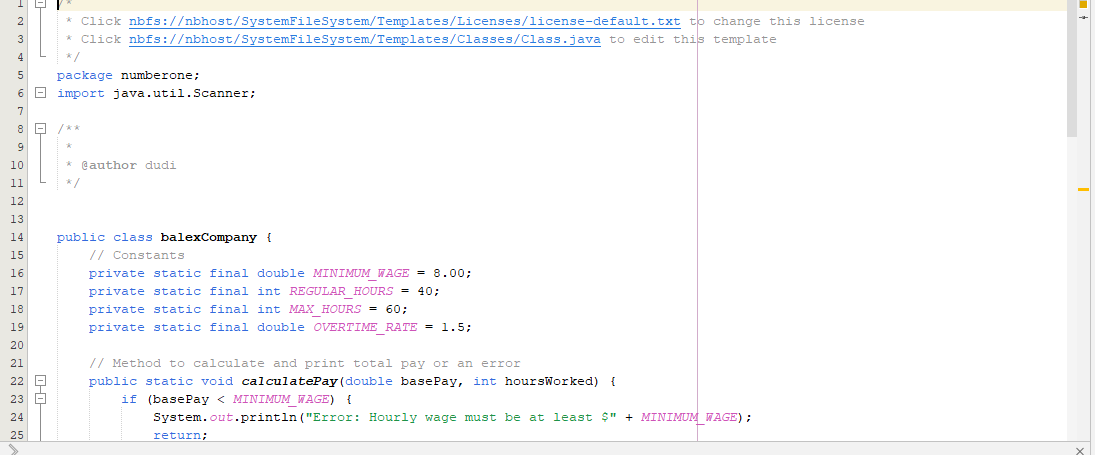 1 /*
2 * Click nbfs://nbhost/SystemFileSystem/Templates/Licenses/license-default.txt to change this license
3 * Click nbfs://nbhost/SystemFileSystem/Templates/Classes/Class.java to edit this template
4 */
5 package numberone;
6 import java.util.Scanner;
7
8 /**
9 *
10 * @author dudi
11 */
12
13
14 public class balexCompany {
15 // Constants
16 private static final double MINIMUM_WAGE = 8.00;
17 private static final int REGULAR_HOURS = 40;
18 private static final int MAX_HOURS = 60;
19 private static final double OVERTIME_RATE = 1.5;
20
21 // Method to calculate and print total pay or an error
22 public static void calculatePay(double basePay, int hoursWorked) {
23 if (basePay < MINIMUM_WAGE) {
24 System.out.println("Error: Hourly wage must be at least $" + MINIMUM_WAGE);
25 return;